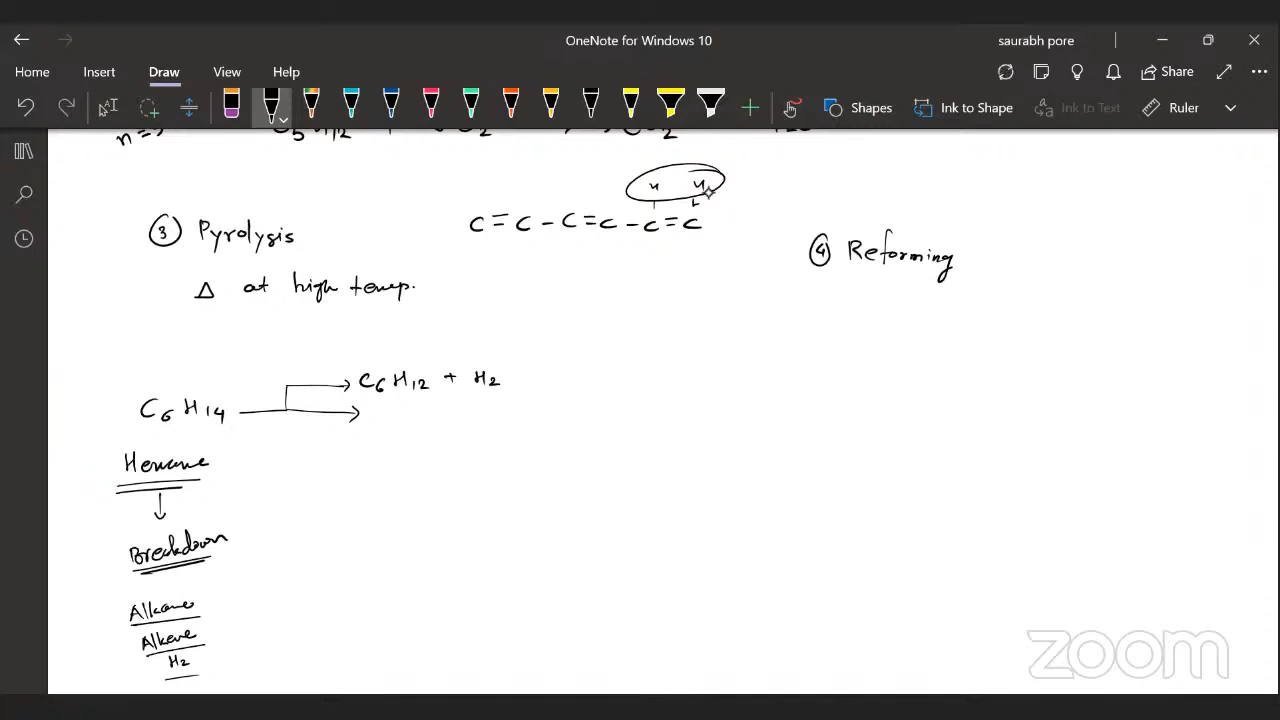 OneNote for Windows 10
saurabh pore
Home Insert Draw View Help
Share
Shapes Ink to Shape Ink to Text Ruler
H H
③ Pyrolysis
C = C - C = C - C = C
④ Reforming
Δ at high temp.
C6H12 + H2
C6H14
Hexane
Breakdown
Alkane
Alkene
H2
zoom